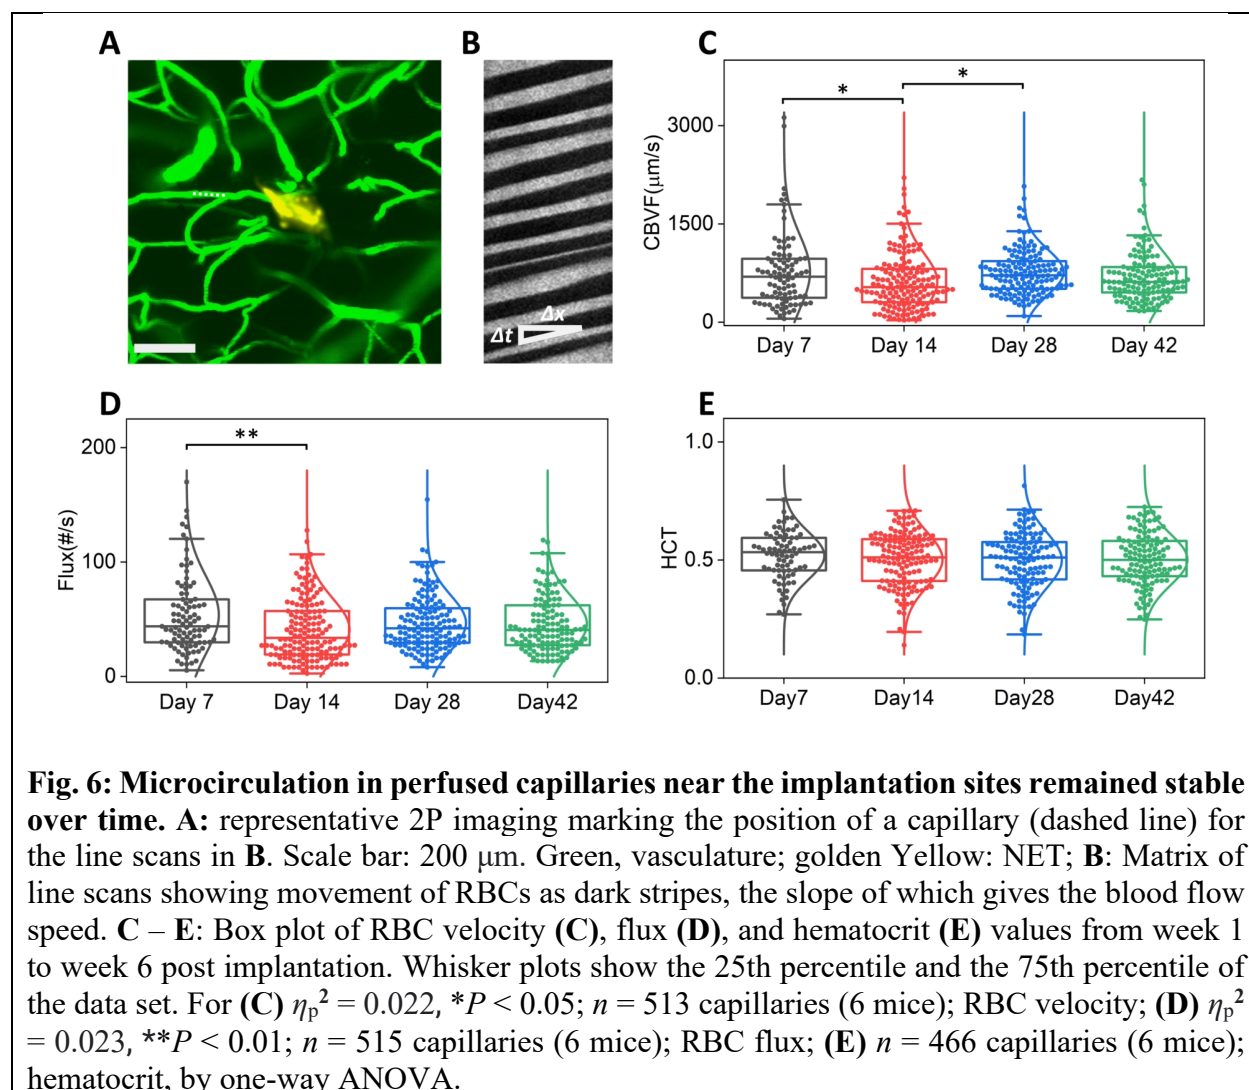 A
B
Δx
Δt
C
CBVF(μm/s)
3000
1500
0
*
*
Day 7
Day 14
Day 28
Day 42
D
Flux(#/s)
200
100
0
**
Day 7
Day 14
Day 28
Day42
E
HCT
1.0
0.5
0.0
Day7
Day14
Day28
Day42
Fig. 6: Microcirculation in perfused capillaries near the implantation sites remained stable
over time. A: representative 2P imaging marking the position of a capillary (dashed line) for
the line scans in B. Scale bar: 200 μm. Green, vasculature; golden Yellow: NET; B: Matrix of
line scans showing movement of RBCs as dark stripes, the slope of which gives the blood flow
speed. C – E: Box plot of RBC velocity (C), flux (D), and hematocrit (E) values from week 1
to week 6 post implantation. Whisker plots show the 25th percentile and the 75th percentile of
the data set. For (C) ηp² = 0.022, *P < 0.05; n = 513 capillaries (6 mice); RBC velocity; (D) ηp²
= 0.023, **P < 0.01; n = 515 capillaries (6 mice); RBC flux; (E) n = 466 capillaries (6 mice);
hematocrit, by one-way ANOVA.